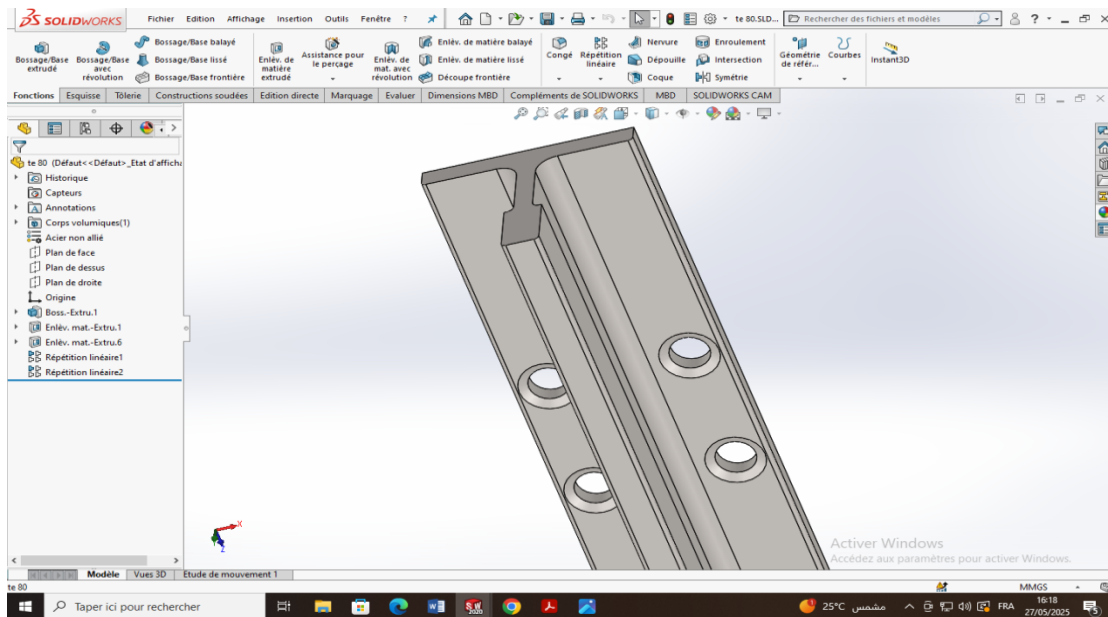 SOLIDWORKS
Fichier Edition Affichage Insertion Outils Fenêtre ?
te 80.SLD...
Rechercher des fichiers et modèles
Bossage/Base extrudé
Bossage/Base avec révolution
Bossage/Base balayé
Bossage/Base lissé
Bossage/Base frontière
Enlèv. de matière extrudé
Assistance pour le perçage
Enlèv. de mat. avec révolution
Enlèv. de matière balayé
Enlèv. de matière lissé
Découpe frontière
Congé
Répétition linéaire
Nervure
Dépouille
Coque
Enroulement
Intersection
Symétrie
Géométrie de référ...
Courbes
Instant3D
Fonctions Esquisse Tôlerie Constructions soudées Edition directe Marquage Evaluer Dimensions MBD Compléments de SOLIDWORKS MBD SOLIDWORKS CAM
te 80 (Défaut<<Défaut>_Etat d'afficha
Historique
Capteurs
Annotations
Corps volumiques(1)
Acier non allié
Plan de face
Plan de dessus
Plan de droite
Origine
Boss.-Extru.1
Enlèv. mat.-Extru.1
Enlèv. mat.-Extru.6
Répétition linéaire1
Répétition linéaire2
X
Z
Activer Windows
Accédez aux paramètres pour activer Windows.
Modèle Vues 3D Etude de mouvement 1
te 80
MMGS
Taper ici pour rechercher
25°C مشمس
FRA
16:18
27/05/2025